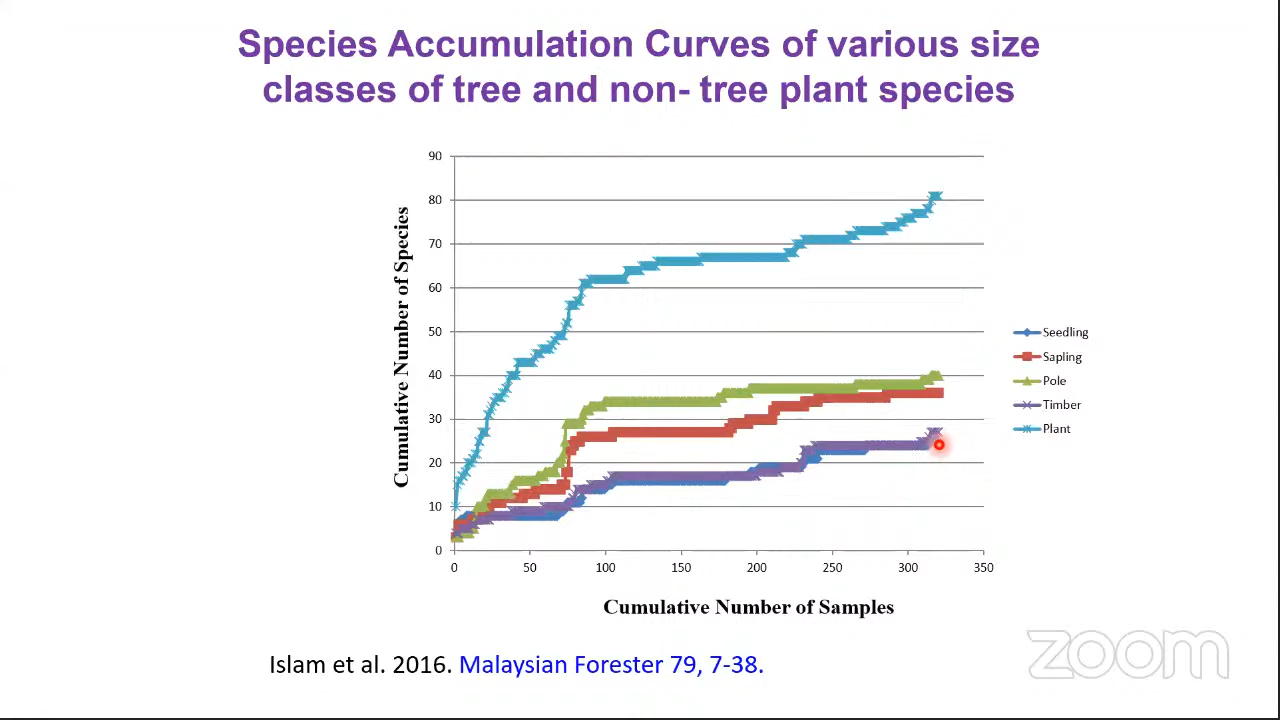 Species Accumulation Curves of various size
classes of tree and non- tree plant species
90
80
70
60
50
40
30
20
10
0
Cumulative Number of Species
0 50 100 150 200 250 300 350
Cumulative Number of Samples
Seedling
Sapling
Pole
Timber
Plant
Islam et al. 2016. Malaysian Forester 79, 7-38.
zoom